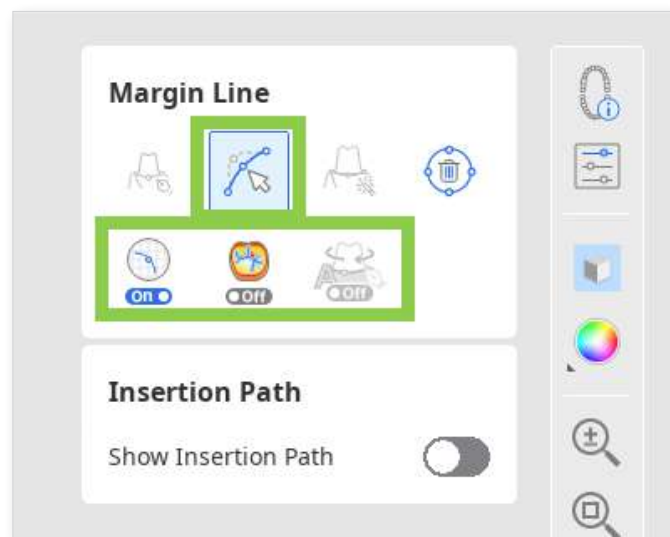 Margin Line
On Off Off
Insertion Path
Show Insertion Path